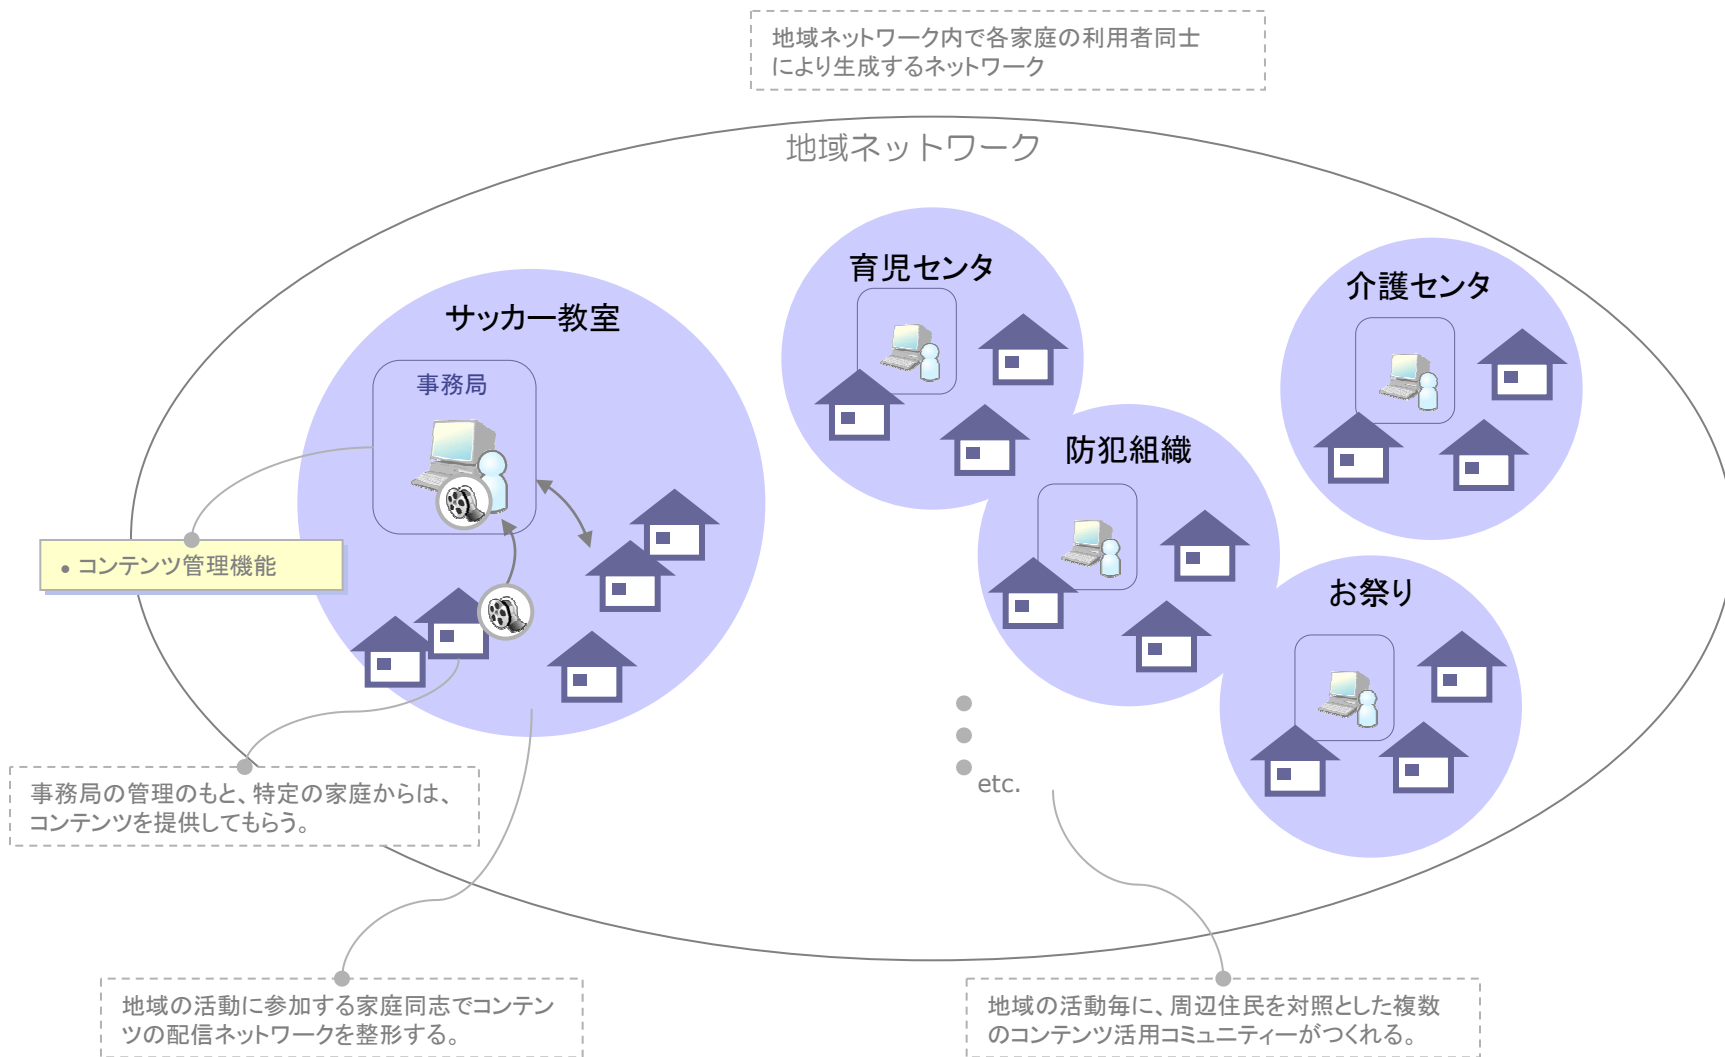 地域ネットワーク内で各家庭の利用者同士
により生成するネットワーク
地域ネットワーク
育児センタ
介護センタ
サッカー教室
事務局
防犯組織
• コンテンツ管理機能
お祭り
etc.
事務局の管理のもと、特定の家庭からは、
コンテンツを提供してもらう。
地域の活動に参加する家庭同志でコンテン
ツの配信ネットワークを整形する。
地域の活動毎に、周辺住民を対照とした複数
のコンテンツ活用コミュニティーがつくれる。